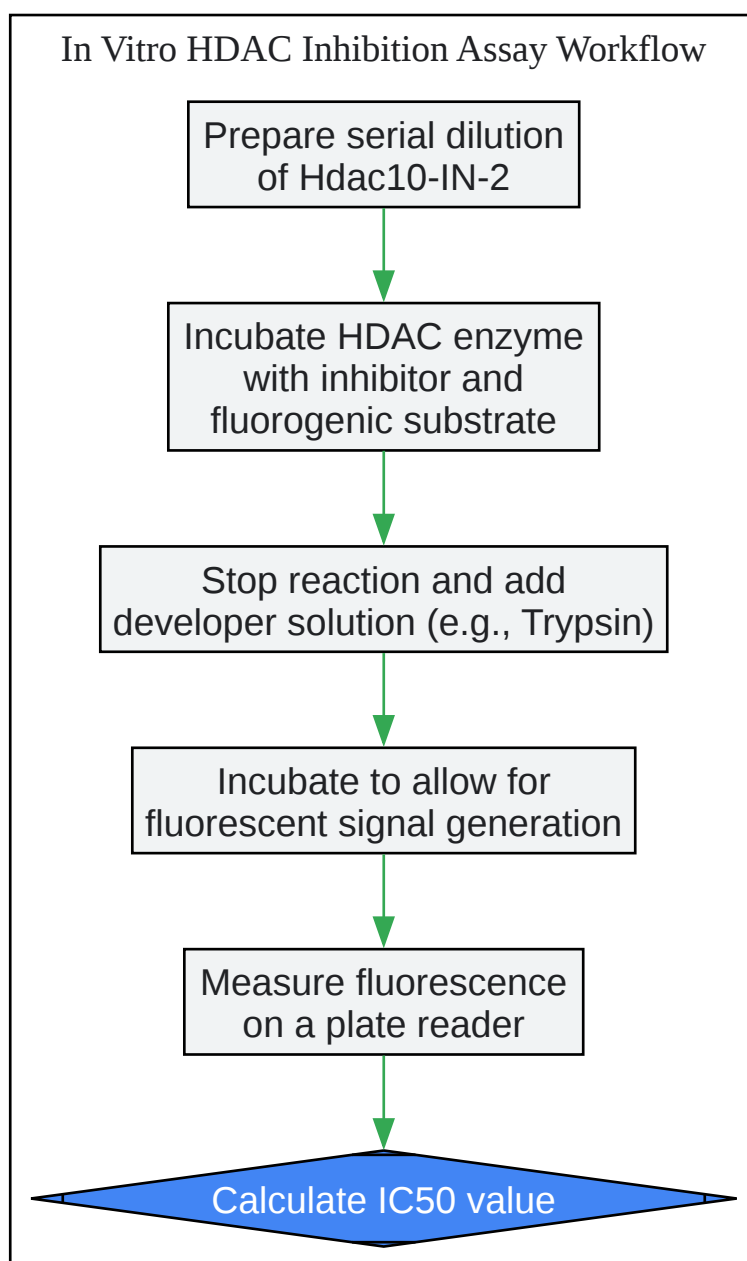 In Vitro HDAC Inhibition Assay Workflow
Prepare serial dilution
of Hdac10-IN-2
Incubate HDAC enzyme
with inhibitor and
fluorogenic substrate
Stop reaction and add
developer solution (e.g., Trypsin)
Incubate to allow for
fluorescent signal generation
Measure fluorescence
on a plate reader
Calculate IC50 value